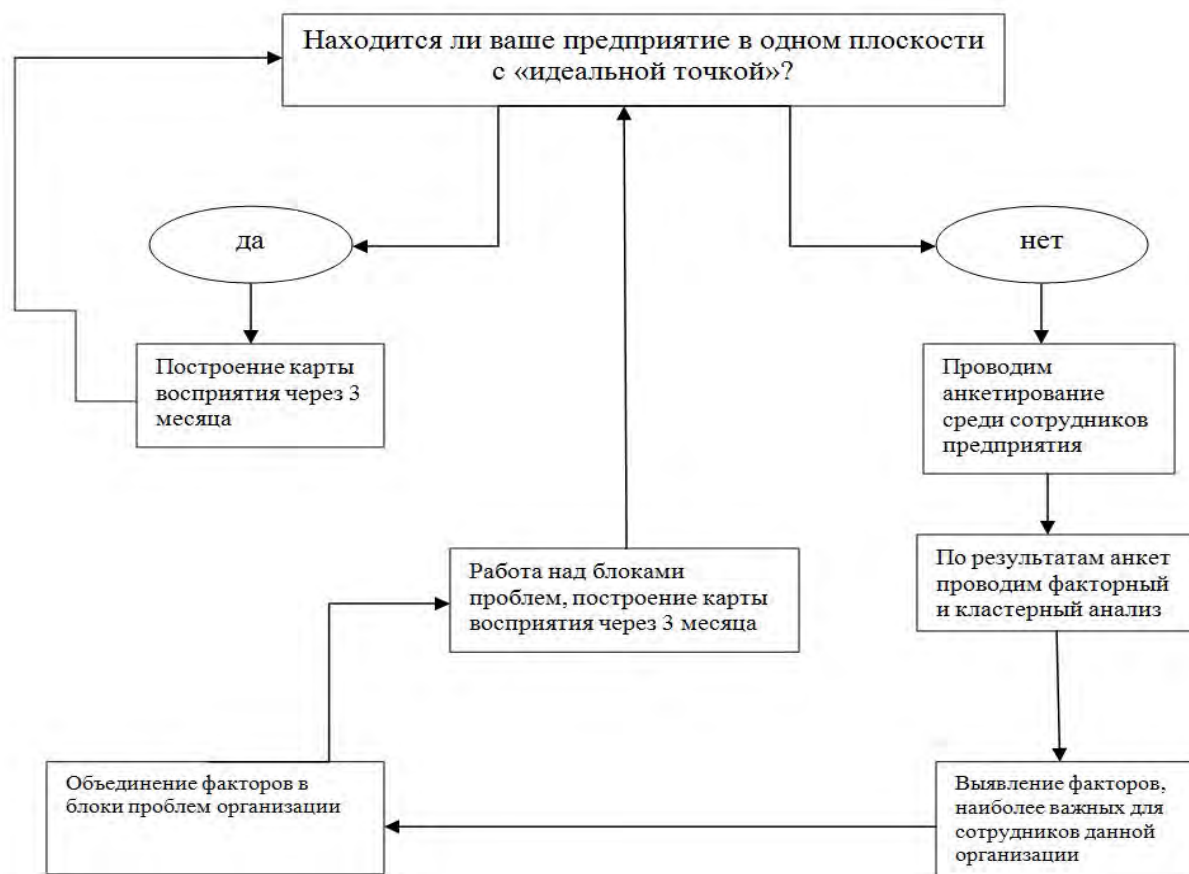 Находится ли ваше предприятие в одном плоскости
с «идеальной точкой»?
да
нет
Построение карты
восприятия через 3
месяца
Проводим
анкетирование
среди сотрудников
предприятия
Работа над блоками
проблем, построение карты
восприятия через 3 месяца
По результатам анкет
проводим факторный
и кластерный анализ
Объединение факторов в
блоки проблем организации
Выявление факторов,
наиболее важных для
сотрудников данной
организации